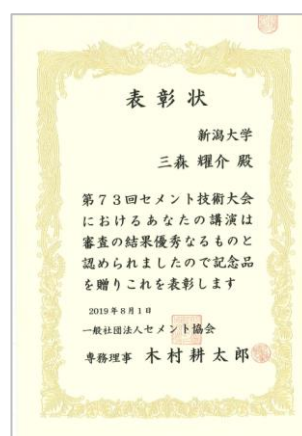 表彰状
新潟大学
三森 耀介 殿
第73回セメント技術大会
におけるあなたの講演は
審査の結果優秀なるものと
認められましたので記念品
を贈りこれを表彰します
2019年8月1日
一般社団法人セメント協会
専務理事 木村耕太郎